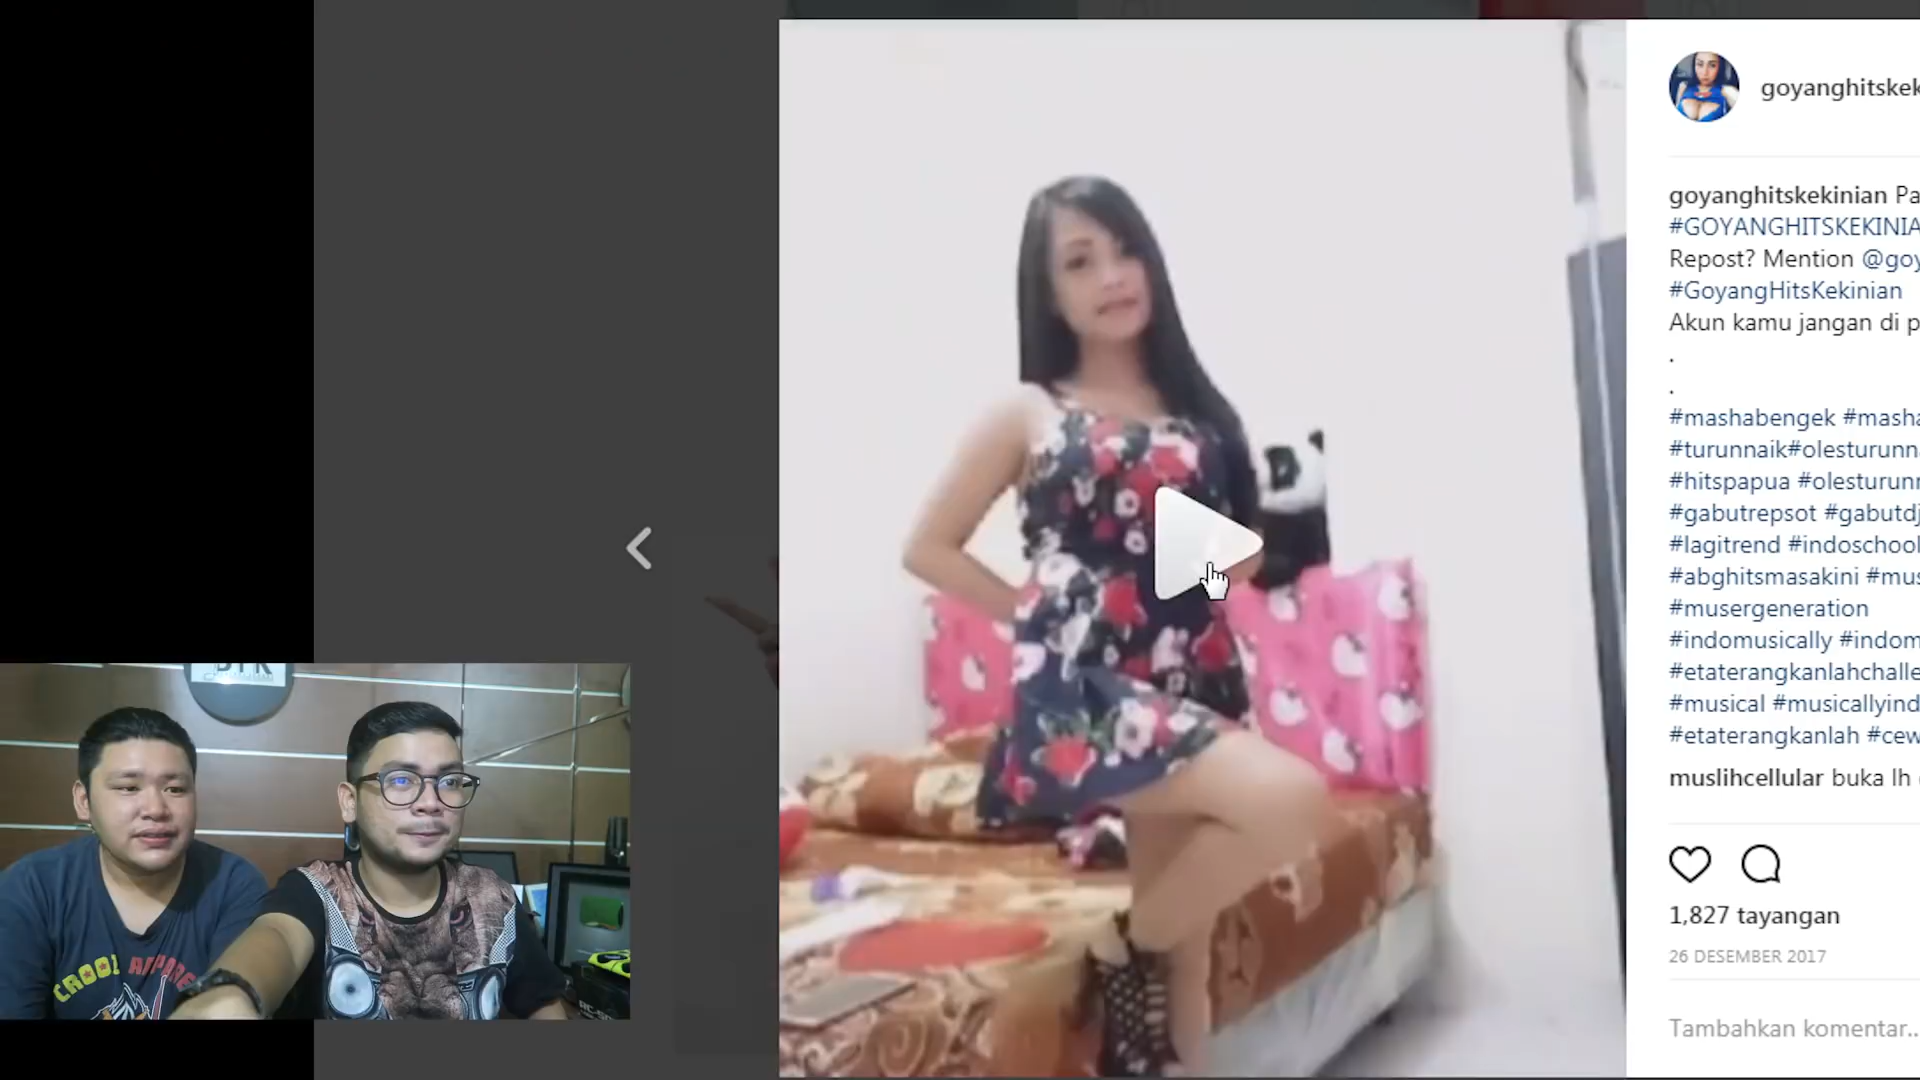 goyanghitskek
goyanghitskekinian Pa
#GOYANGHITSKEKINIA
Repost? Mention @goy
#GoyangHitsKekinian
Akun kamu jangan di p
.
.
#mashabengek #masha
#turunnaik#olesturunna
#hitspapua #olesturunn
#gabutrepsot #gabutdj
#lagitrend #indoschool
#abghitsmasakini #mus
#musergeneration
#indomusically #indom
#etaterangkanlahchalle
#musical #musicallyind
#etaterangkanlah #cew
muslihcellular buka lh
1,827 tayangan
26 DESEMBER 2017
Tambahkan komentar..
CROOZ